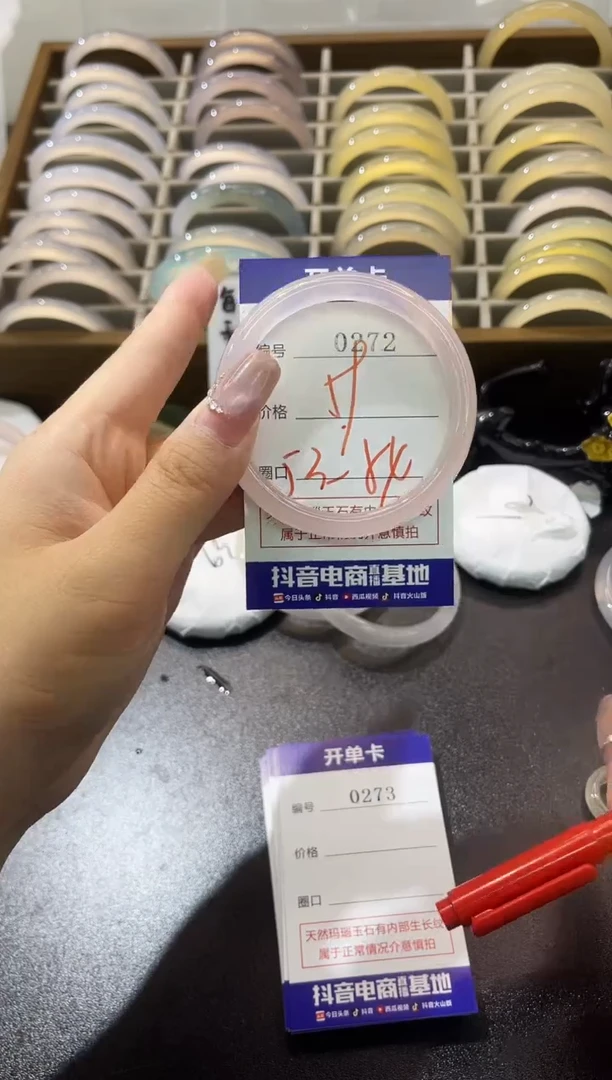 开单卡
编号 0272
价格
圈口
属于正常情况介意慎拍
抖音电商直播基地
今日头条 抖音 西瓜视频 抖音火山版
开单卡
编号 0273
价格
圈口
天然玛瑙玉石有内部生长纹
属于正常情况介意慎拍
抖音电商直播基地
今日头条 抖音 西瓜视频 抖音火山版